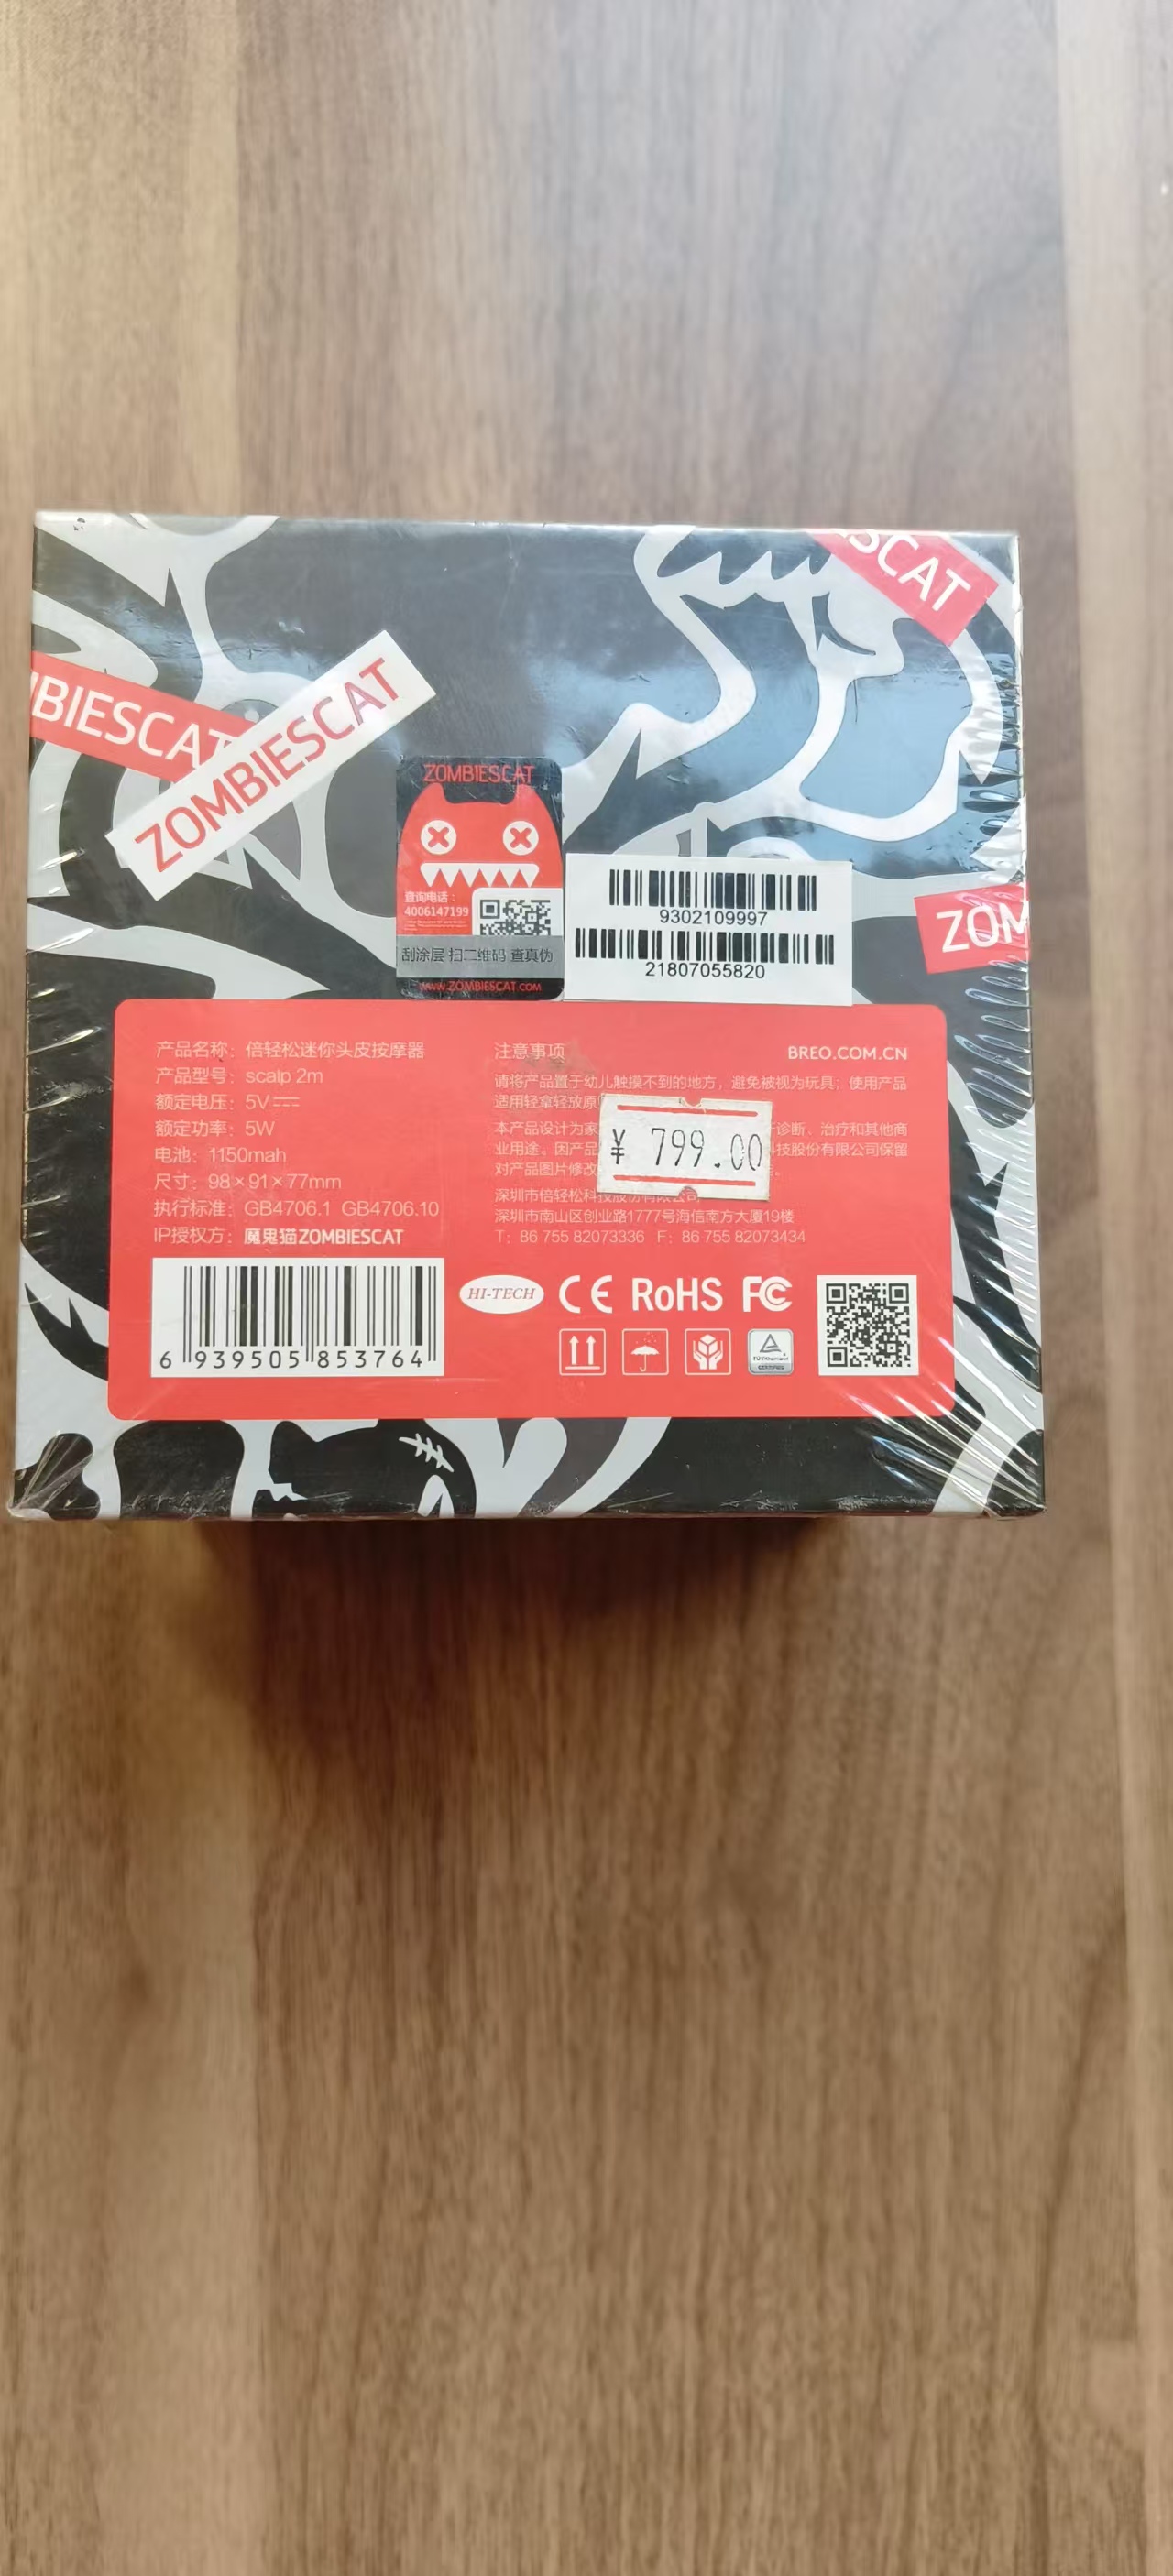 SCAT
BIESCAT
ZOMBIESCAT
ZOMBIESCAT
查询电话：
4006147199
刮涂层 扫二维码 查真伪
WWW.ZOMBIESCAT.COM
9302109997
21807055820
ZOM
产品名称：倍轻松迷你头皮按摩器
产品型号：scalp 2m
额定电压：5V
额定功率：5W
电池：1150mah
尺寸：98×91×77mm
执行标准：GB4706.1 GB4706.10
IP授权方：魔鬼猫ZOMBIESCAT
6 939505 853764
注意事项
BREO.COM.CN
请将产品置于幼儿触摸不到的地方，避免被视为玩具；使用产品
适用轻拿轻放原
本产品设计为家 诊断、治疗和其他商
业用途。因产品 科技股份有限公司保留
对产品图片修改 。
¥ 799.00
深圳市倍轻松科技股份有限公司
深圳市南山区创业路1777号海信南方大厦19楼
T：86 755 82073336 F：86 755 82073434
HI-TECH CE RoHS FC